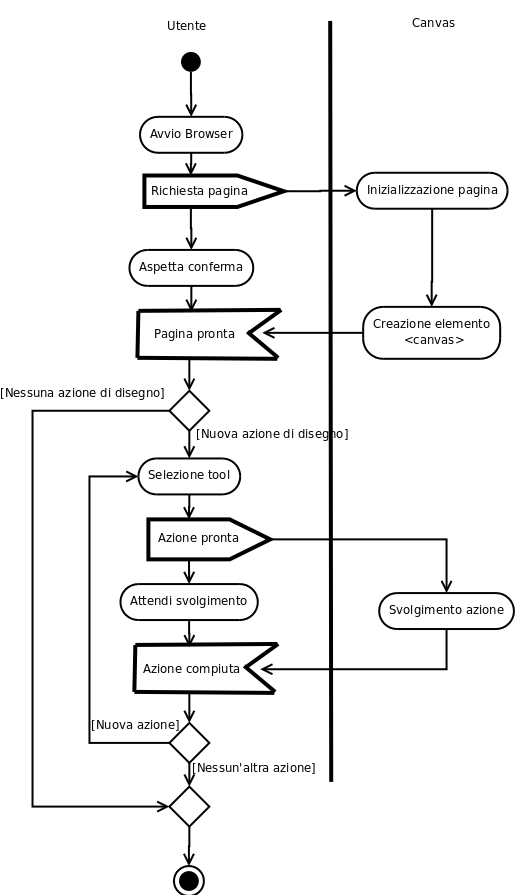 Utente
Canvas
Avvio Browser
Richiesta pagina
Inizializzazione pagina
Aspetta conferma
Pagina pronta
Creazione elemento
<canvas>
[Nessuna azione di disegno]
[Nuova azione di disegno]
Selezione tool
Azione pronta
Attendi svolgimento
Svolgimento azione
Azione compiuta
[Nuova azione]
[Nessun'altra azione]